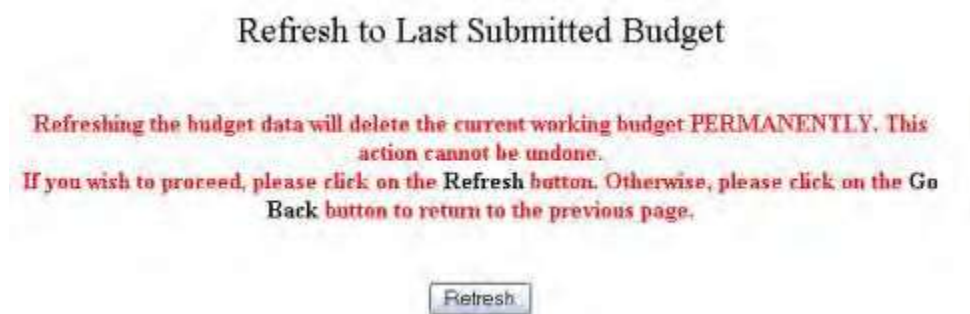 Refresh to Last Submitted Budget
Refreshing the budget data will delete the current working budget PERMANENTLY. This
action cannot be undone.
If you wish to proceed, please click on the Refresh button. Otherwise, please click on the Go
Back button to return to the previous page.
Refresh